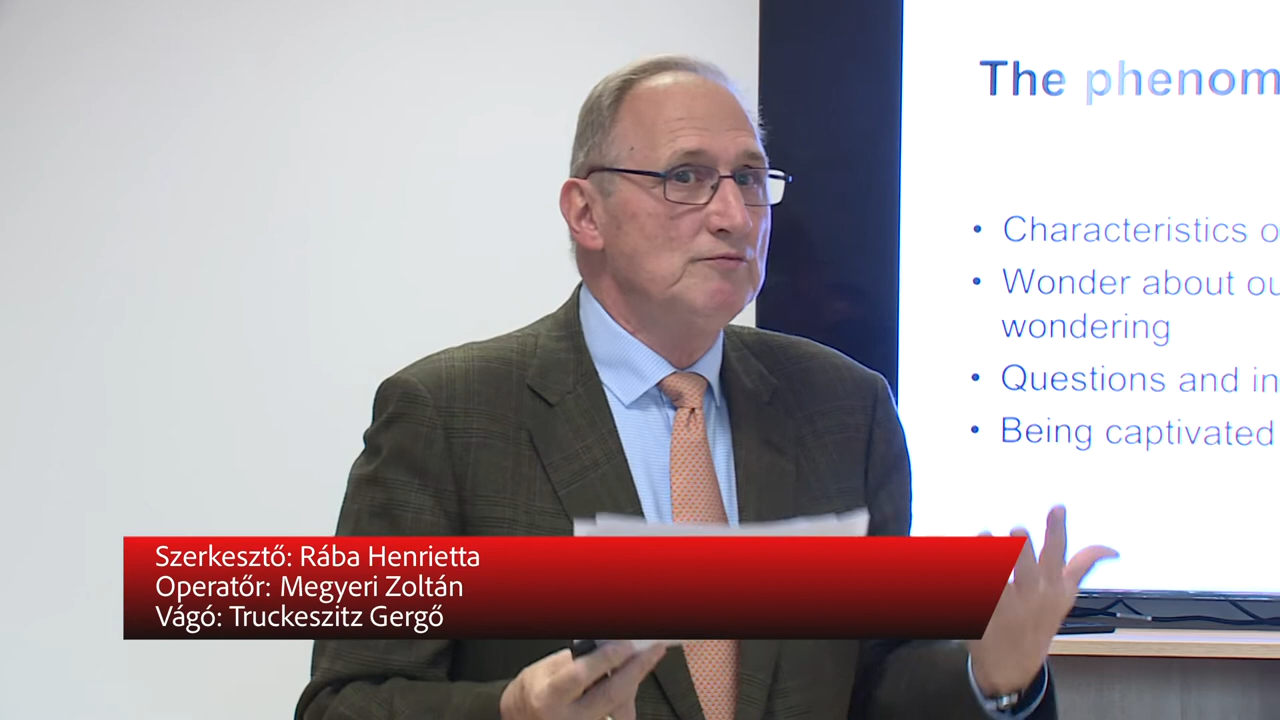 The phenom
• Characteristics o
• Wonder about ou
wondering
• Questions and in
• Being captivated
Szerkesztő: Rába Henrietta
Operatőr: Megyeri Zoltán
Vágó: Truckeszitz Gergő